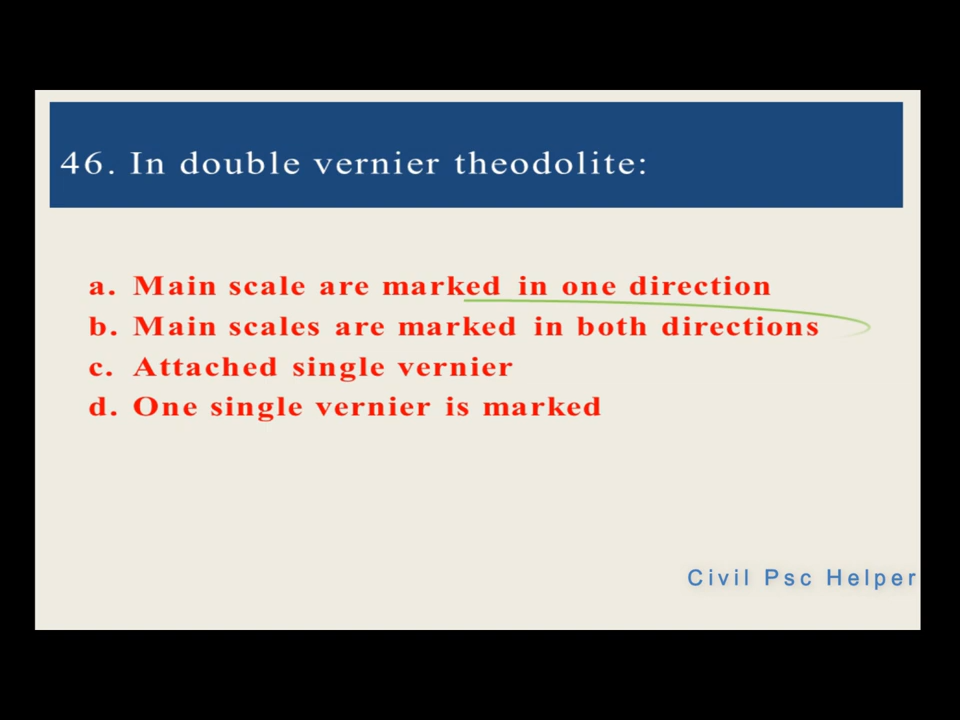 46. In double vernier theodolite:
a. Main scale are marked in one direction
b. Main scales are marked in both directions
c. Attached single vernier
d. One single vernier is marked
Civil Psc Helper